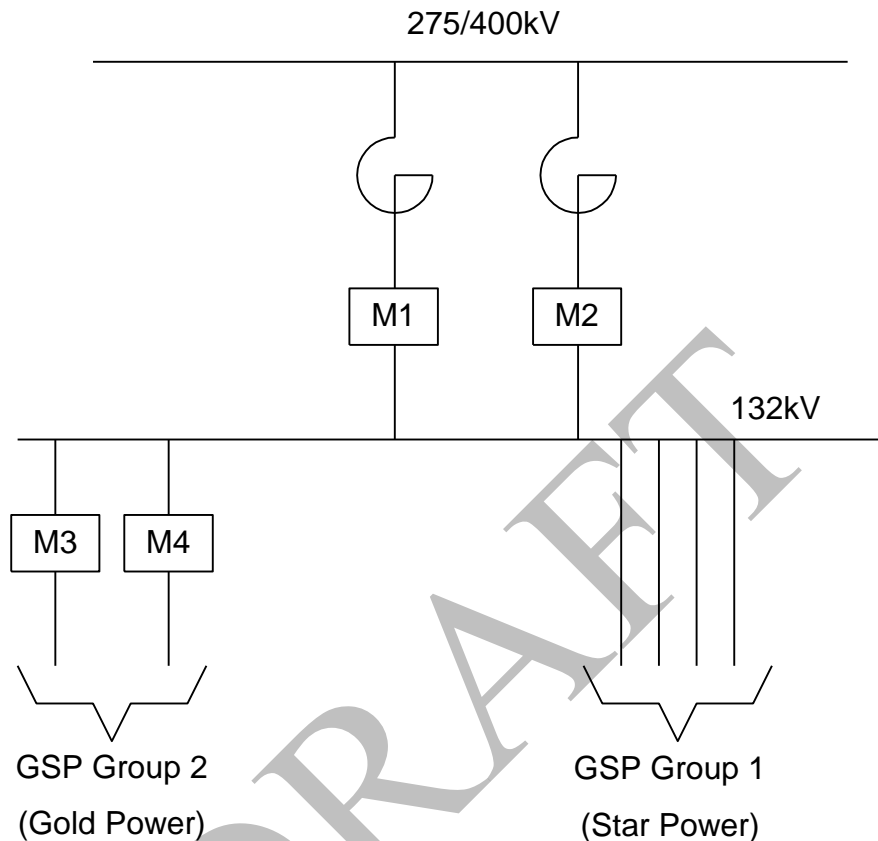 275/400kV
M1
M2
132kV
M3
M4
GSP Group 2
(Gold Power)
GSP Group 1
(Star Power)
DRAFT